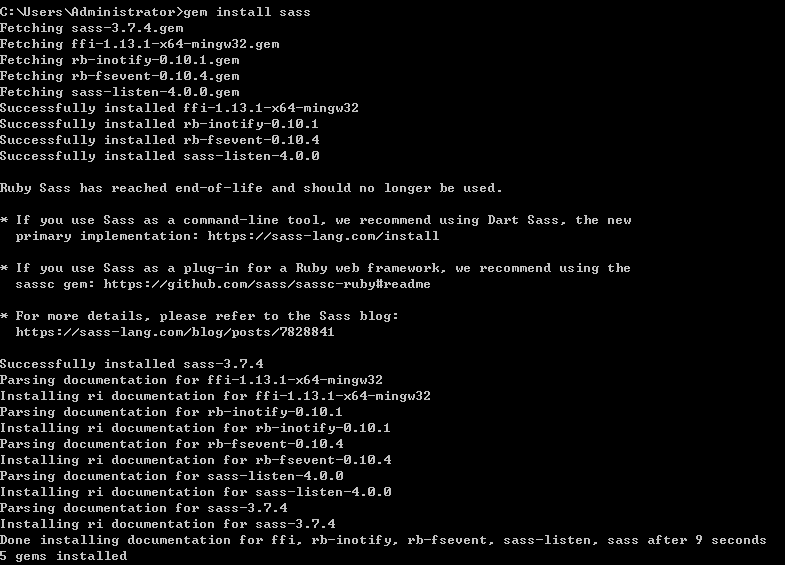 C:\Users\Administrator>gem install sass
Fetching sass-3.7.4.gem
Fetching ffi-1.13.1-x64-mingw32.gem
Fetching rb-inotify-0.10.1.gem
Fetching rb-fsevent-0.10.4.gem
Fetching sass-listen-4.0.0.gem
Successfully installed ffi-1.13.1-x64-mingw32
Successfully installed rb-inotify-0.10.1
Successfully installed rb-fsevent-0.10.4
Successfully installed sass-listen-4.0.0
Ruby Sass has reached end-of-life and should no longer be used.
* If you use Sass as a command-line tool, we recommend using Dart Sass, the new
primary implementation: https://sass-lang.com/install
* If you use Sass as a plug-in for a Ruby web framework, we recommend using the
sassc gem: https://github.com/sass/sassc-ruby#readme
* For more details, please refer to the Sass blog:
https://sass-lang.com/blog/posts/7828841
Successfully installed sass-3.7.4
Parsing documentation for ffi-1.13.1-x64-mingw32
Installing ri documentation for ffi-1.13.1-x64-mingw32
Parsing documentation for rb-inotify-0.10.1
Installing ri documentation for rb-inotify-0.10.1
Parsing documentation for rb-fsevent-0.10.4
Installing ri documentation for rb-fsevent-0.10.4
Parsing documentation for sass-listen-4.0.0
Installing ri documentation for sass-listen-4.0.0
Parsing documentation for sass-3.7.4
Installing ri documentation for sass-3.7.4
Done installing documentation for ffi, rb-inotify, rb-fsevent, sass-listen, sass after 9 seconds
5 gems installed